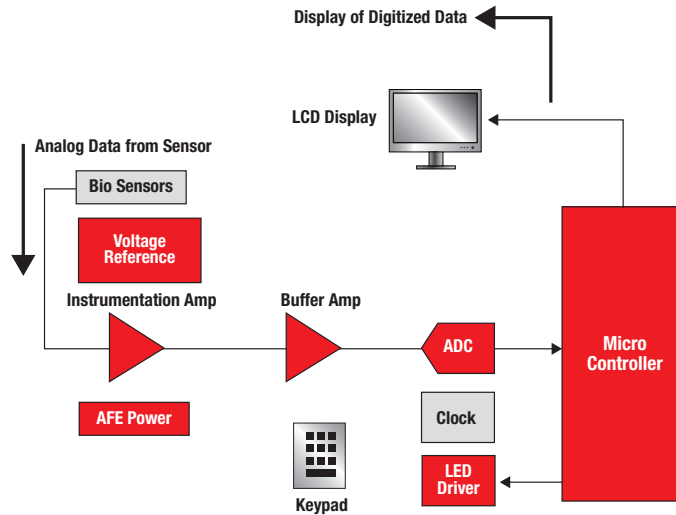 Display of Digitized Data
LCD Display
Analog Data from Sensor
Bio Sensors
Voltage
Reference
Instrumentation Amp
Buffer Amp
ADC
Micro
Controller
AFE Power
Clock
LED
Driver
Keypad